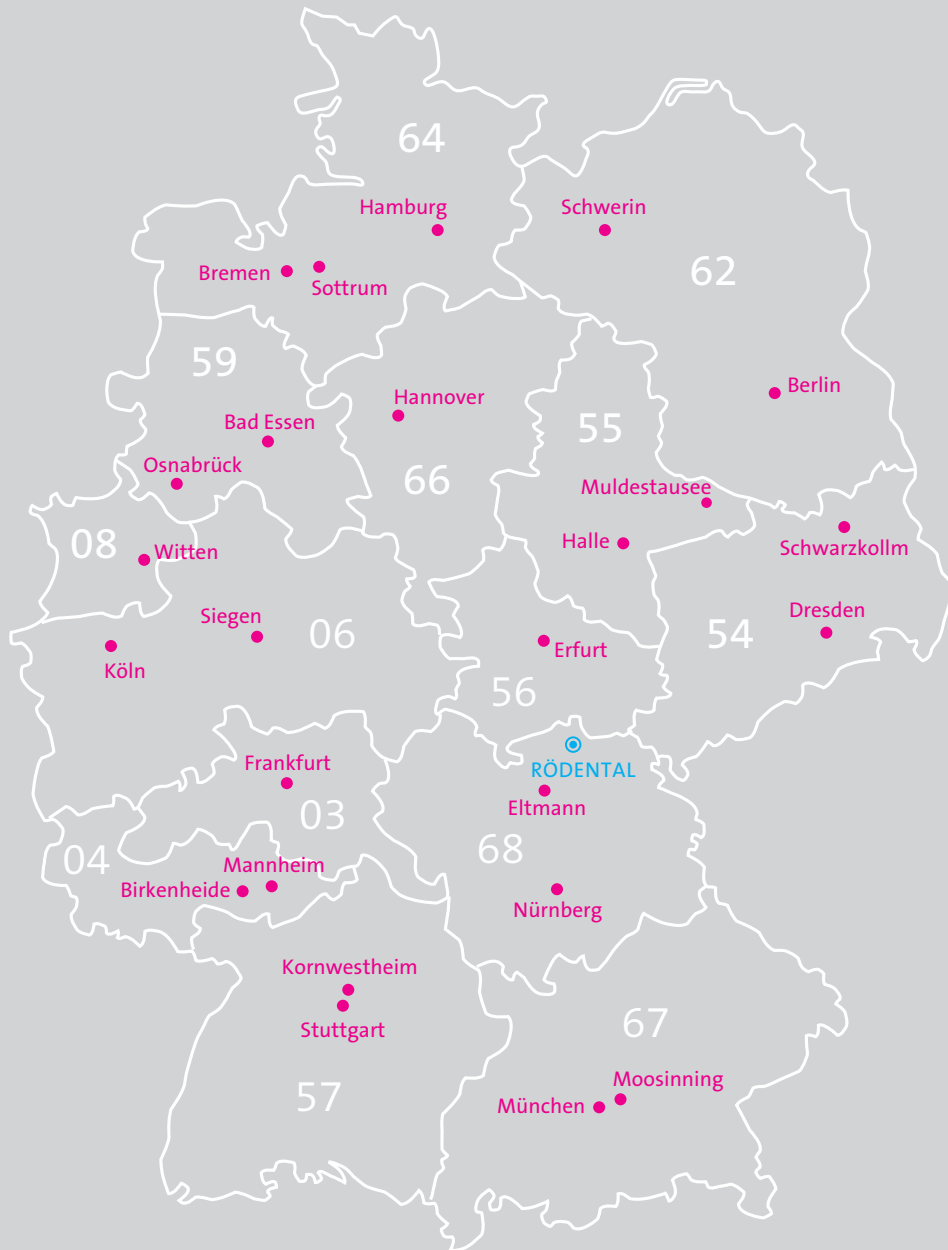 64
Hamburg
Schwerin
Bremen
Sottrum
62
59
Hannover
Berlin
Bad Essen
55
Osnabrück
66
Muldestausee
08
Witten
Halle
Schwarzkollm
Siegen
06
Dresden
Köln
Erfurt
54
56
Frankfurt
RÖDENTAL
03
Eltmann
04
Mannheim
68
Birkenheide
Nürnberg
Kornwestheim
Stuttgart
67
57
Moosinning
München